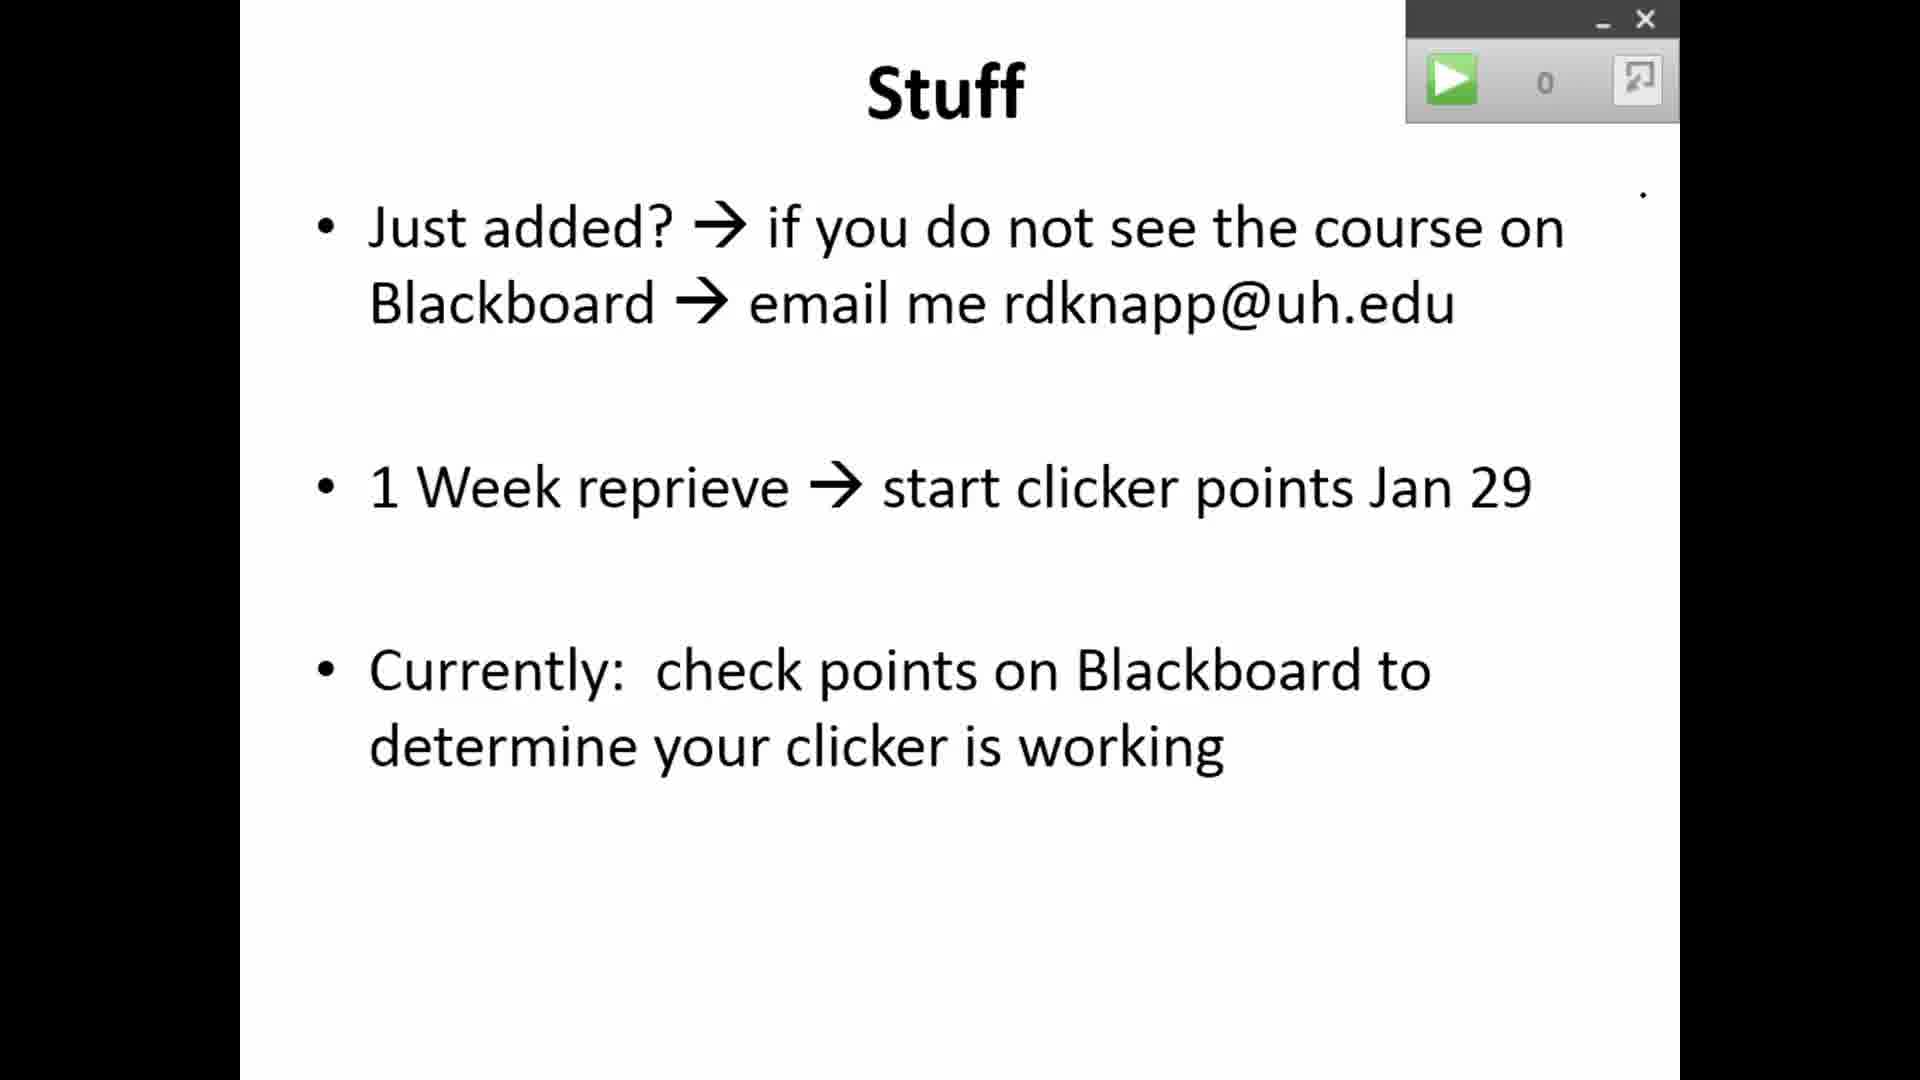 Stuff
0
• Just added? → if you do not see the course on
Blackboard → email me rdknapp@uh.edu
• 1 Week reprieve → start clicker points Jan 29
• Currently:  check points on Blackboard to
determine your clicker is working